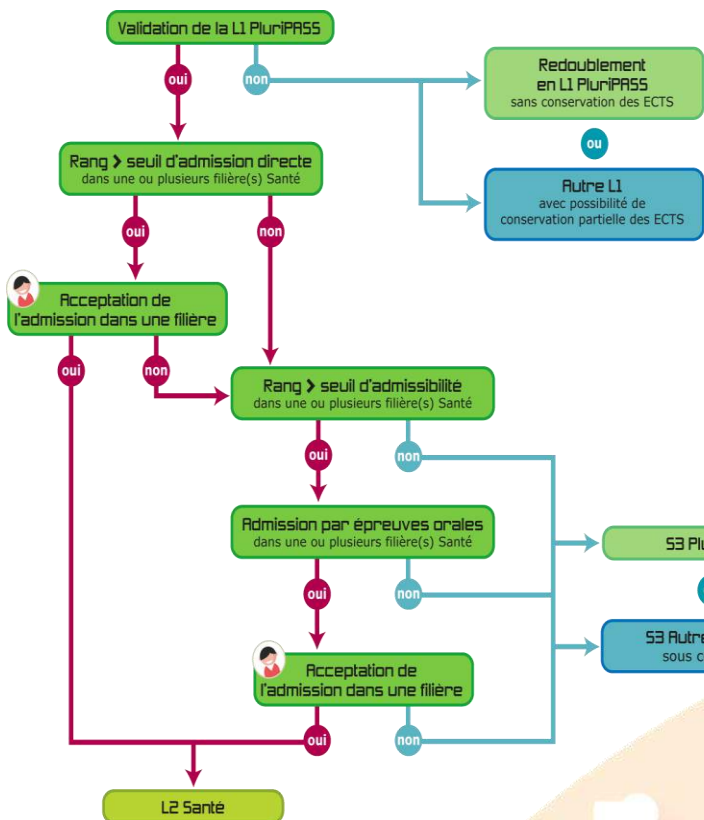 Validation de la L1 PluriPASS
oui
non
Redoublement
en L1 PluriPASS
sans conservation des ECTS
ou
Autre L1
avec possibilité de
conservation partielle des ECTS
Rang > seuil d'admission directe
dans une ou plusieurs filière(s) Santé
oui
non
Acceptation de
l'admission dans une filière
oui
non
Rang > seuil d'admissibilité
dans une ou plusieurs filière(s) Santé
oui
non
Admission par épreuves orales
dans une ou plusieurs filière(s) Santé
oui
non
S3
S3 Autre
sous
Acceptation de
l'admission dans une filière
oui
non
L2 Santé